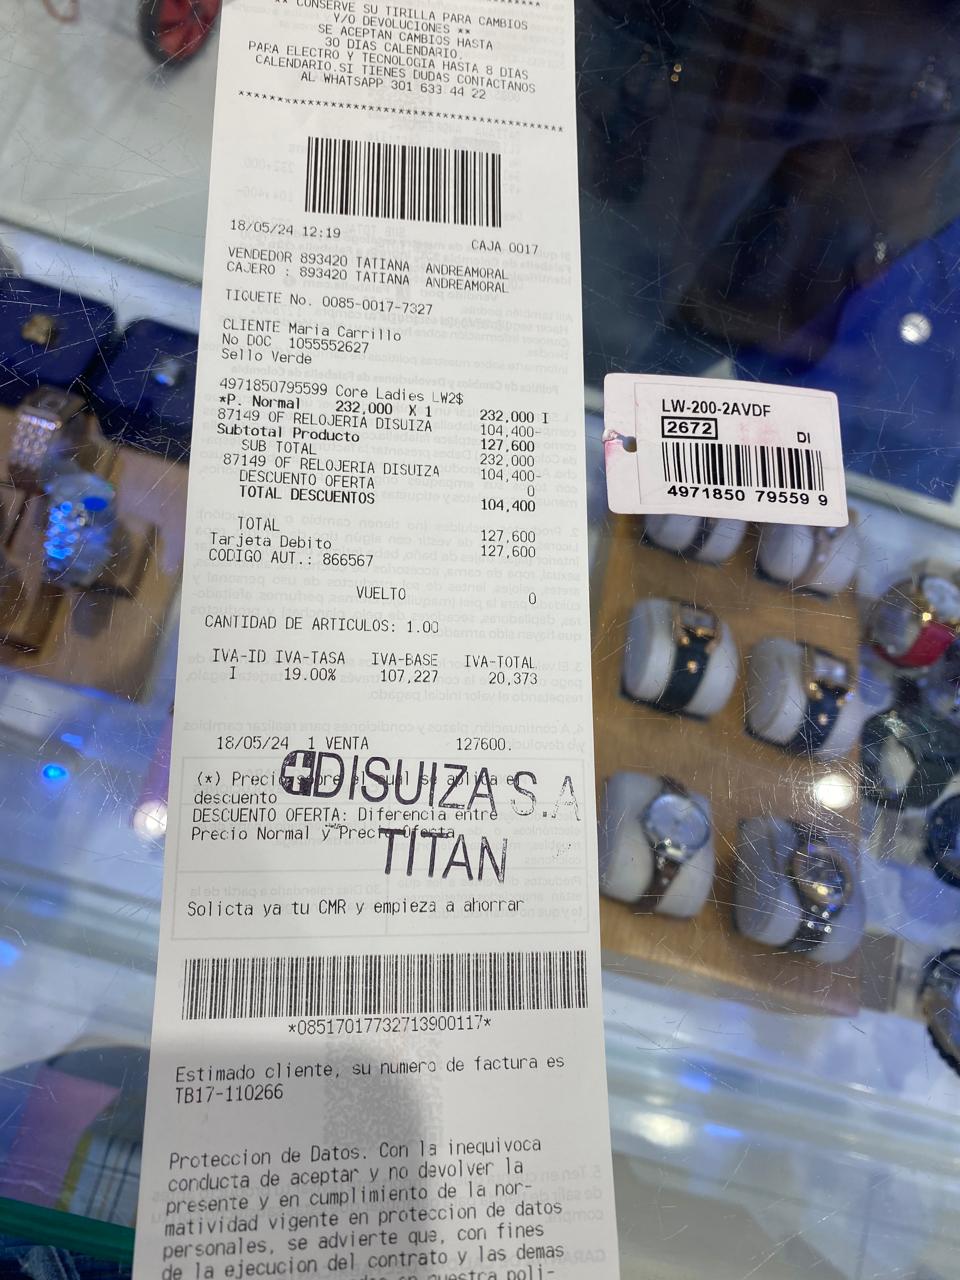 ** CONSERVE SU TIRILLA PARA CAMBIOS
Y/O DEVOLUCIONES **
SE ACEPTAN CAMBIOS HASTA
30 DIAS CALENDARIO.
PARA ELECTRO Y TECNOLOGIA HASTA 8 DIAS
CALENDARIO.SI TIENES DUDAS CONTACTANOS
AL WHATSAPP 301 633 44 22
18/05/24 12:19 CAJA 0017
VENDEDOR 893420 TATIANA ANDREAMORAL
CAJERO : 893420 TATIANA ANDREAMORAL
TIQUETE No. 0085-0017-7327
CLIENTE Maria Carrillo
No DOC 1055552627
Sello Verde
4971850795599 Core Ladies LW2$
*P. Normal 232,000 X 1 232,000 I
87149 OF RELOJERIA DISUIZA 104,400-
Subtotal Producto 127,600
SUB TOTAL 232,000
87149 OF RELOJERIA DISUIZA 104,400-
DESCUENTO OFERTA 0
TOTAL DESCUENTOS 104,400
TOTAL 127,600
Tarjeta Debito 127,600
CODIGO AUT.: 866567
VUELTO 0
CANTIDAD DE ARTICULOS: 1.00
IVA-ID IVA-TASA IVA-BASE IVA-TOTAL
I 19.00% 107,227 20,373
18/05/24 1 VENTA 127600.
(*) Precio sobre el cual se aplica el
descuento
DISUIZA S.A
DESCUENTO OFERTA: Diferencia entre
Precio Normal y Precio Oferta
TITAN
Solicta ya tu CMR y empieza a ahorrar
*08517017732713900117*
Estimado cliente, su numero de factura es
TB17-110266
Proteccion de Datos. Con la inequivoca
conducta de aceptar y no devolver la
presente y en cumplimiento de la nor-
matividad vigente en proteccion de datos
personales, se advierte que, con fines
de la ejecucion del contrato y las demas
en nuestra poli-
LW-200-2AVDF
2672 DI
4971850 79559 9